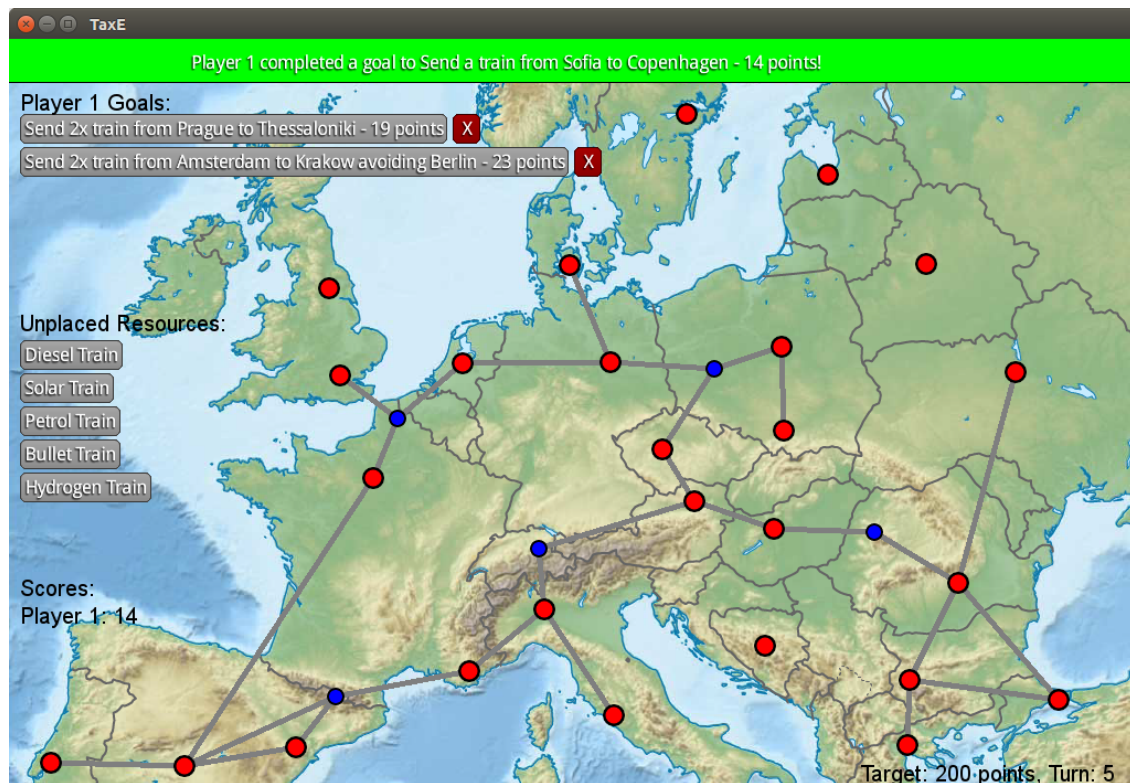 TaxE
Player 1 completed a goal to Send a train from Sofia to Copenhagen - 14 points!
Player 1 Goals:
Send 2x train from Prague to Thessaloniki - 19 points X
Send 2x train from Amsterdam to Krakow avoiding Berlin - 23 points X
Unplaced Resources:
Diesel Train
Solar Train
Petrol Train
Bullet Train
Hydrogen Train
Scores:
Player 1: 14
Target: 200 points, Turn: 5